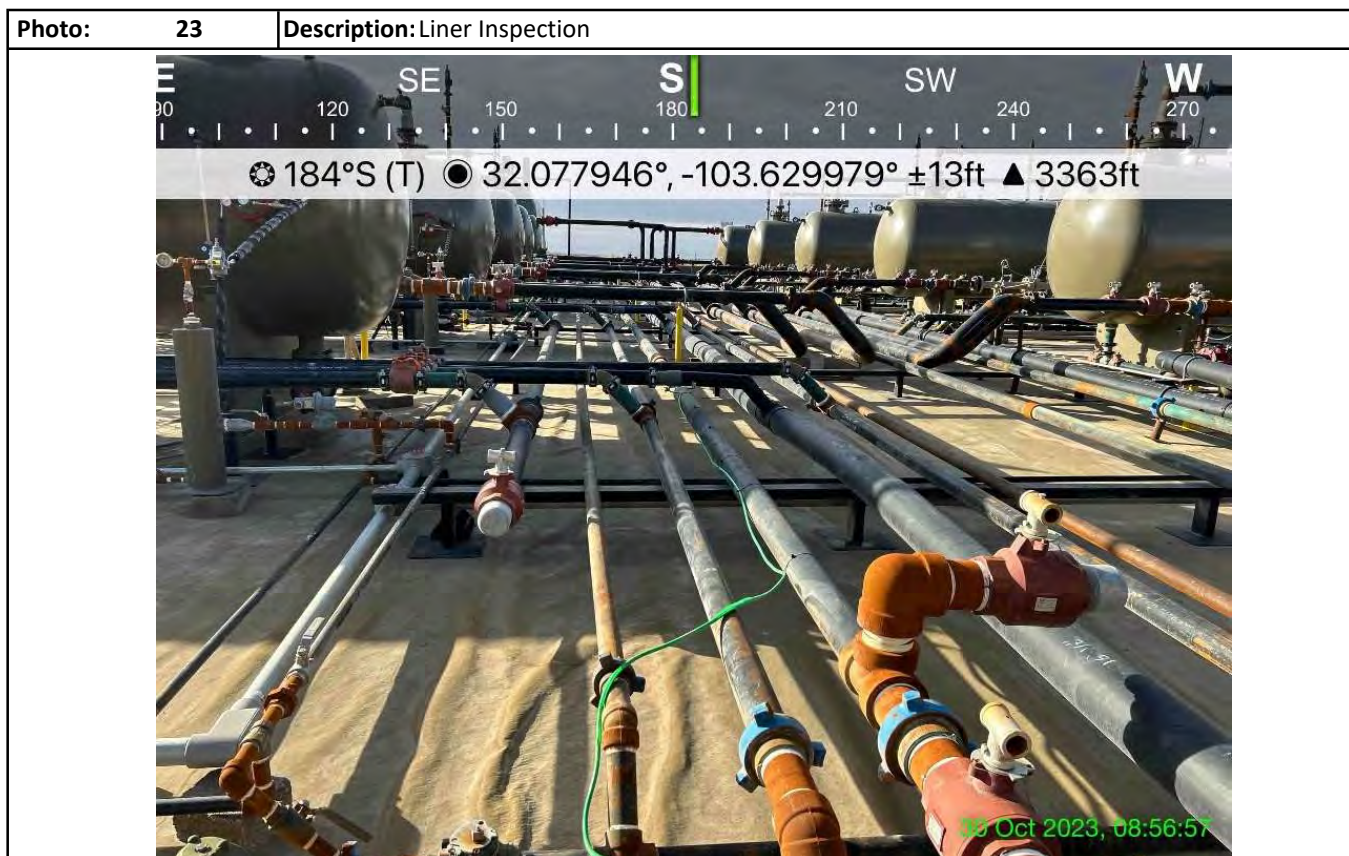 Photo: 23 Description: Liner Inspection
E SE S SW W
90 120 150 180 210 240 270
184°S (T) 32.077946°, -103.629979° ±13ft ▲ 3363ft
30 Oct 2023, 08:56:57